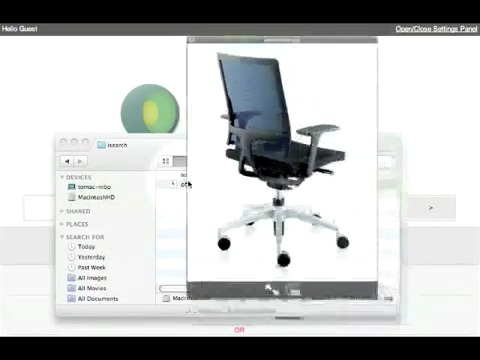 Hello Guest
Open/Close Settings Panel
isearch
DEVICES
tomac-mbp
MacintoshHD
SHARED
PLACES
SEARCH FOR
Today
Yesterday
Past Week
All Images
All Movies
All Documents
>
OR